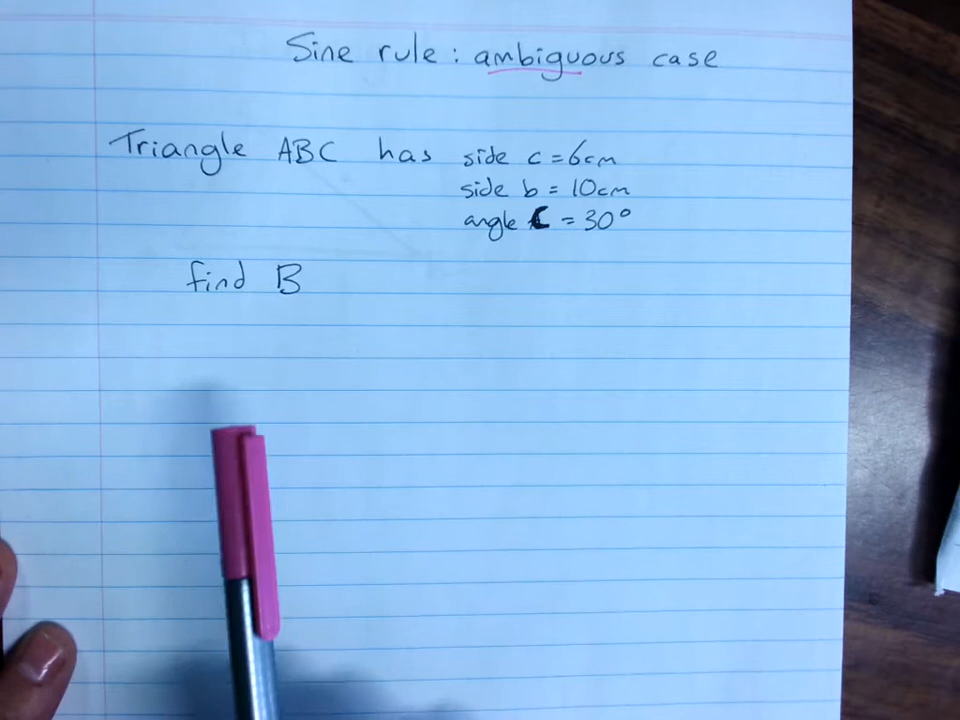 Sine rule: ambiguous case
Triangle ABC has side c = 6cm
side b = 10cm
angle C = 30°
find B